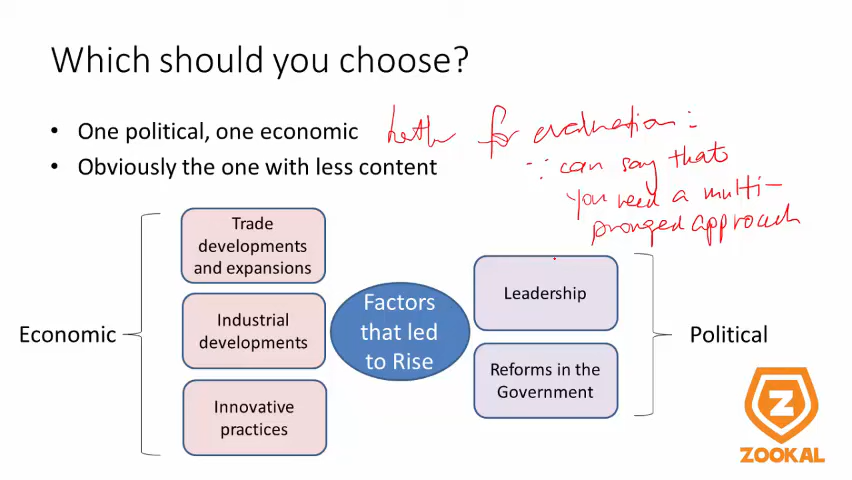 Which should you choose?
• One political, one economic
for evaluation:
• Obviously the one with less content
∵ can say that
you need a multi-
pronged approach
Trade
developments
and expansions
Industrial
developments
Innovative
practices
Economic
Factors
that led
to Rise
Leadership
Reforms in the
Government
Political
Z
ZOOKAL